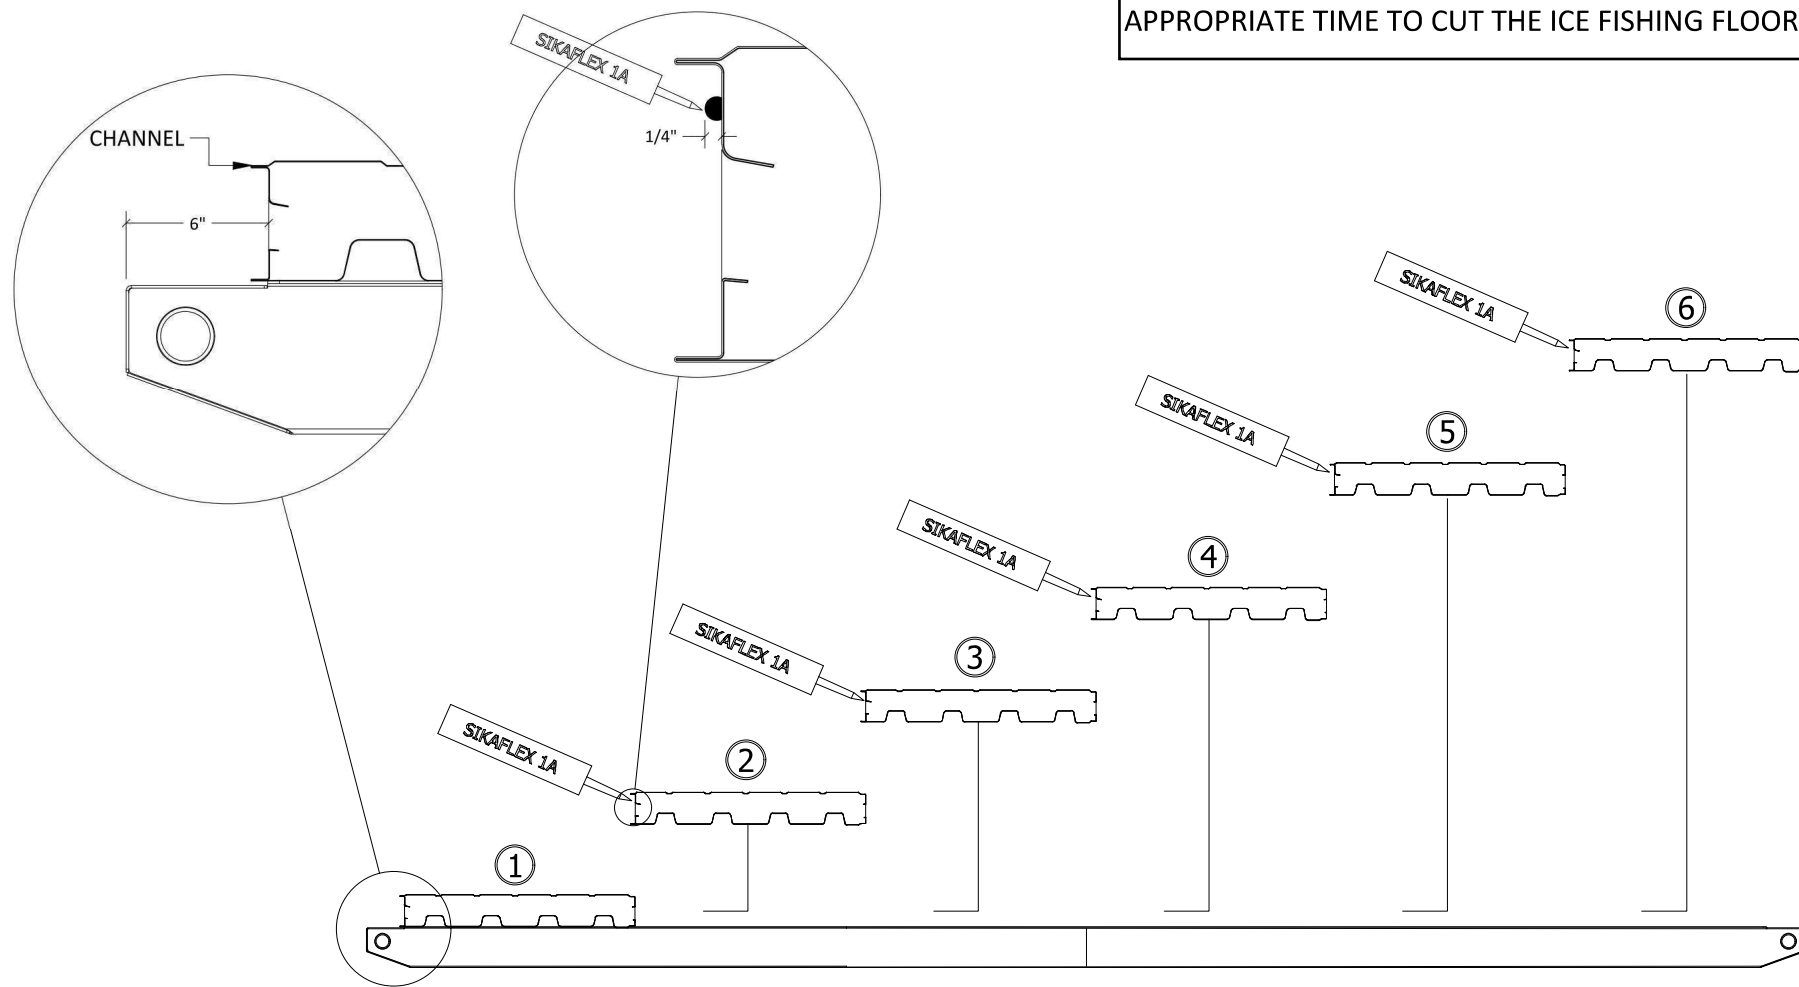 APPROPRIATE TIME TO CUT THE ICE FISHING FLOOR
SIKAFLEX 1A
1/4"
CHANNEL
6"
SIKAFLEX 1A
6
SIKAFLEX 1A
5
SIKAFLEX 1A
4
SIKAFLEX 1A
3
SIKAFLEX 1A
2
1